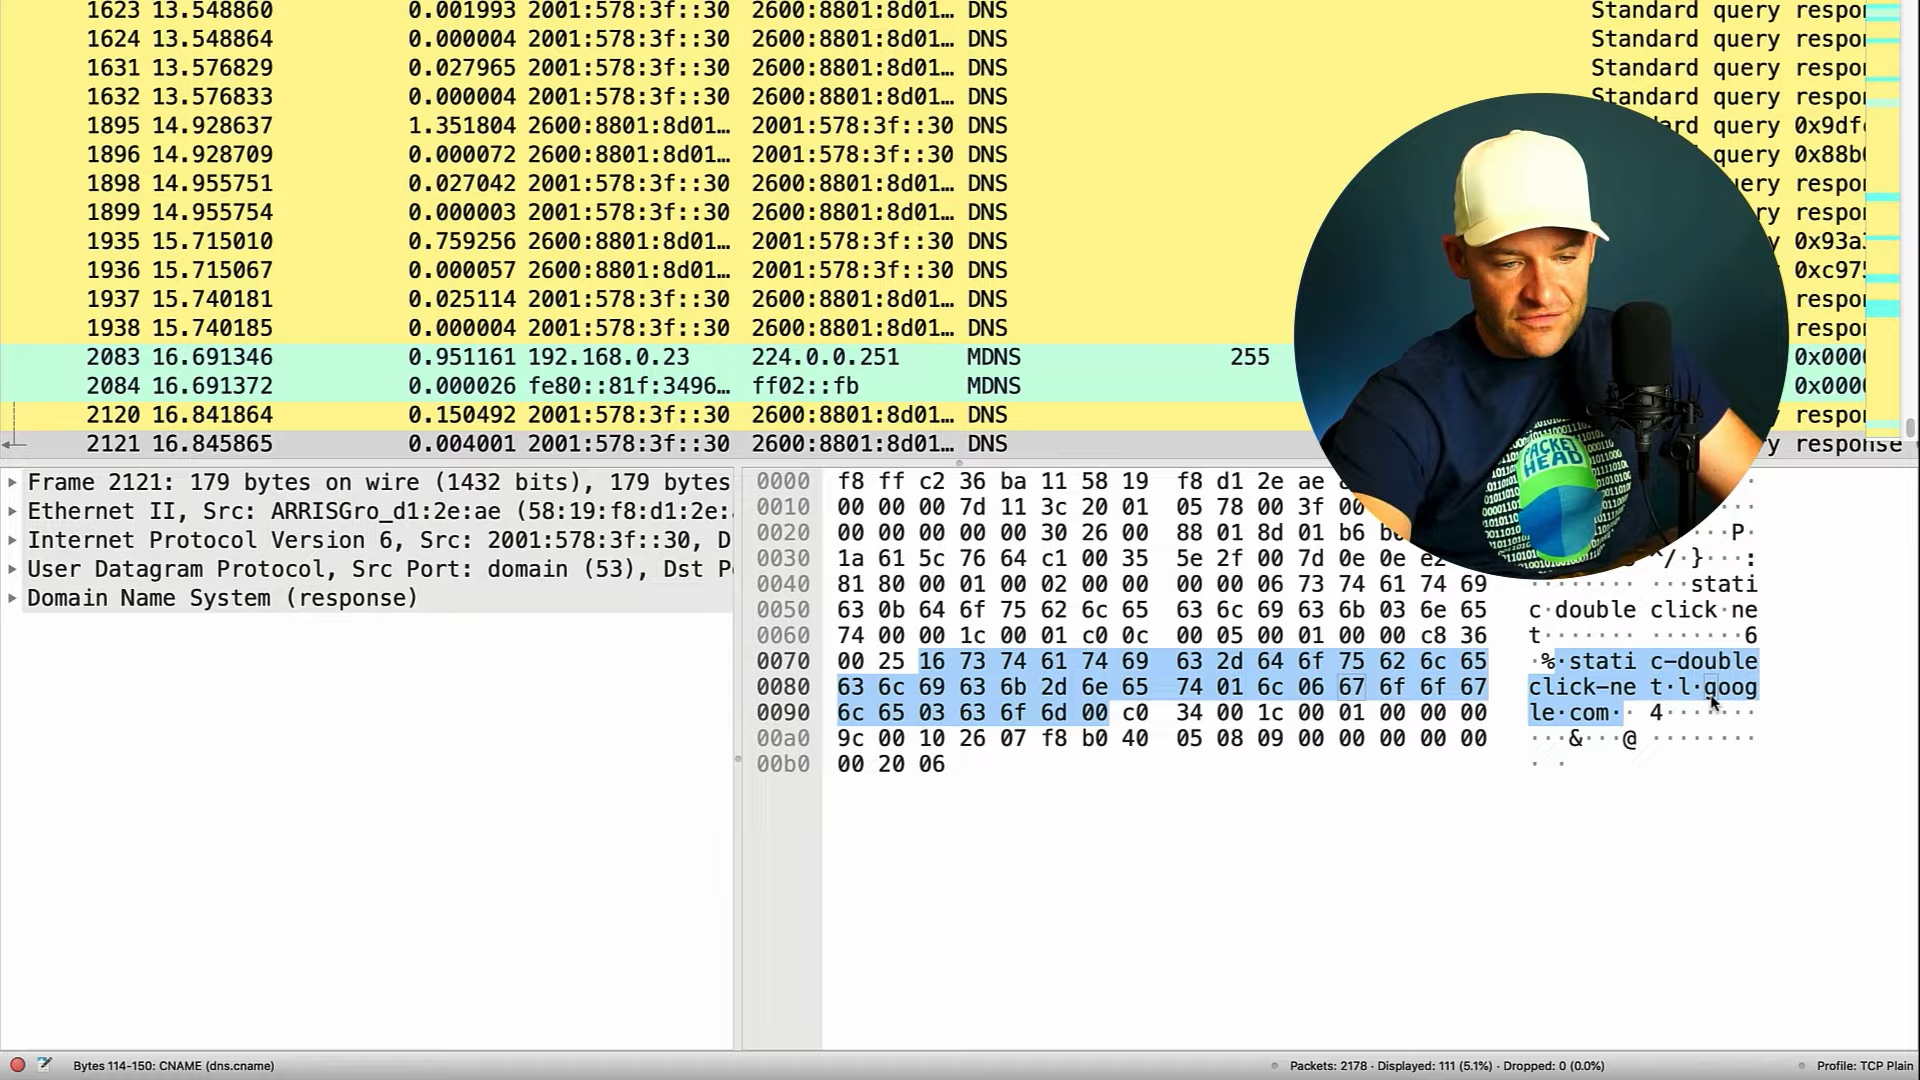 1623 13.548860 0.001993 2001:578:3f::30 2600:8801:8d01… DNS Standard query respon
1624 13.548864 0.000004 2001:578:3f::30 2600:8801:8d01… DNS Standard query respon
1631 13.576829 0.027965 2001:578:3f::30 2600:8801:8d01… DNS Standard query respon
1632 13.576833 0.000004 2001:578:3f::30 2600:8801:8d01… DNS Standard query respon
1895 14.928637 1.351804 2600:8801:8d01… 2001:578:3f::30 DNS ard query 0x9df
1896 14.928709 0.000072 2600:8801:8d01… 2001:578:3f::30 DNS query 0x88b
1898 14.955751 0.027042 2001:578:3f::30 2600:8801:8d01… DNS uery respon
1899 14.955754 0.000003 2001:578:3f::30 2600:8801:8d01… DNS ry respon
1935 15.715010 0.759256 2600:8801:8d01… 2001:578:3f::30 DNS y 0x93a
1936 15.715067 0.000057 2600:8801:8d01… 2001:578:3f::30 DNS 0xc975
1937 15.740181 0.025114 2001:578:3f::30 2600:8801:8d01… DNS respon
1938 15.740185 0.000004 2001:578:3f::30 2600:8801:8d01… DNS respon
2083 16.691346 0.951161 192.168.0.23 224.0.0.251 MDNS 255 0x0000
2084 16.691372 0.000026 fe80::81f:3496… ff02::fb MDNS 0x0000
2120 16.841864 0.150492 2001:578:3f::30 2600:8801:8d01… DNS respon
2121 16.845865 0.004001 2001:578:3f::30 2600:8801:8d01… DNS ry response
PACKET
HEAD
Frame 2121: 179 bytes on wire (1432 bits), 179 bytes
Ethernet II, Src: ARRISGro_d1:2e:ae (58:19:f8:d1:2e:
Internet Protocol Version 6, Src: 2001:578:3f::30, D
User Datagram Protocol, Src Port: domain (53), Dst P
Domain Name System (response)
0000 f8 ff c2 36 ba 11 58 19 f8 d1 2e ae
0010 00 00 00 7d 11 3c 20 01 05 78 00 3f 00
0020 00 00 00 00 00 30 26 00 88 01 8d 01 b6 ··P·
0030 1a 61 5c 76 64 c1 00 35 5e 2f 00 7d 0e 0e e2 ^/·}···:
0040 81 80 00 01 00 02 00 00 00 00 06 73 74 61 74 69 ········ ···stati
0050 63 0b 64 6f 75 62 6c 65 63 6c 69 63 6b 03 6e 65 c·double click·ne
0060 74 00 00 1c 00 01 c0 0c 00 05 00 01 00 00 c8 36 t······· ·······6
0070 00 25 16 73 74 61 74 69 63 2d 64 6f 75 62 6c 65 ·%·stati c-double
0080 63 6c 69 63 6b 2d 6e 65 74 01 6c 06 67 6f 6f 67 click-ne t·l·goog
0090 6c 65 03 63 6f 6d 00 c0 34 00 1c 00 01 00 00 00 le·com·· 4·······
00a0 9c 00 10 26 07 f8 b0 40 05 08 09 00 00 00 00 00 ···&···@ ········
00b0 00 20 06 · ·
Bytes 114-150: CNAME (dns.cname) Packets: 2178 · Displayed: 111 (5.1%) · Dropped: 0 (0.0%) Profile: TCP Plain